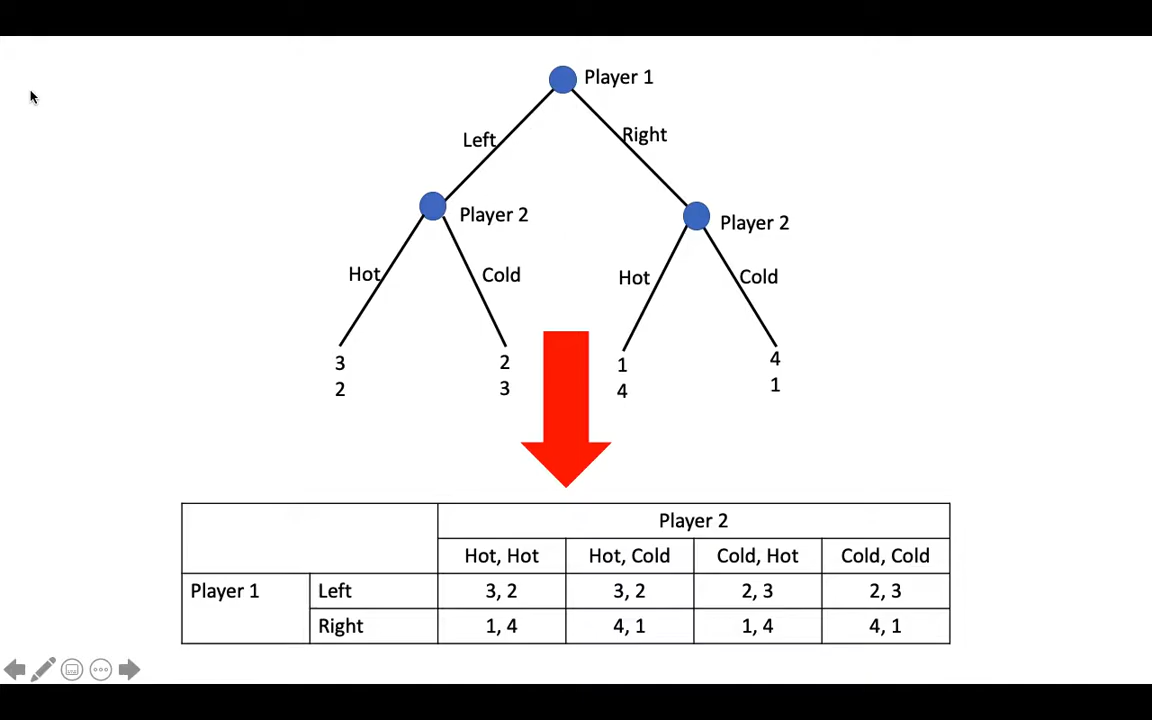 Player 1
Left
Right
Player 2
Player 2
Hot
Cold
Hot
Cold
3
2
2
3
1
4
4
1
Player 2
Hot, Hot Hot, Cold Cold, Hot Cold, Cold
Player 1 Left 3, 2 3, 2 2, 3 2, 3
Right 1, 4 4, 1 1, 4 4, 1